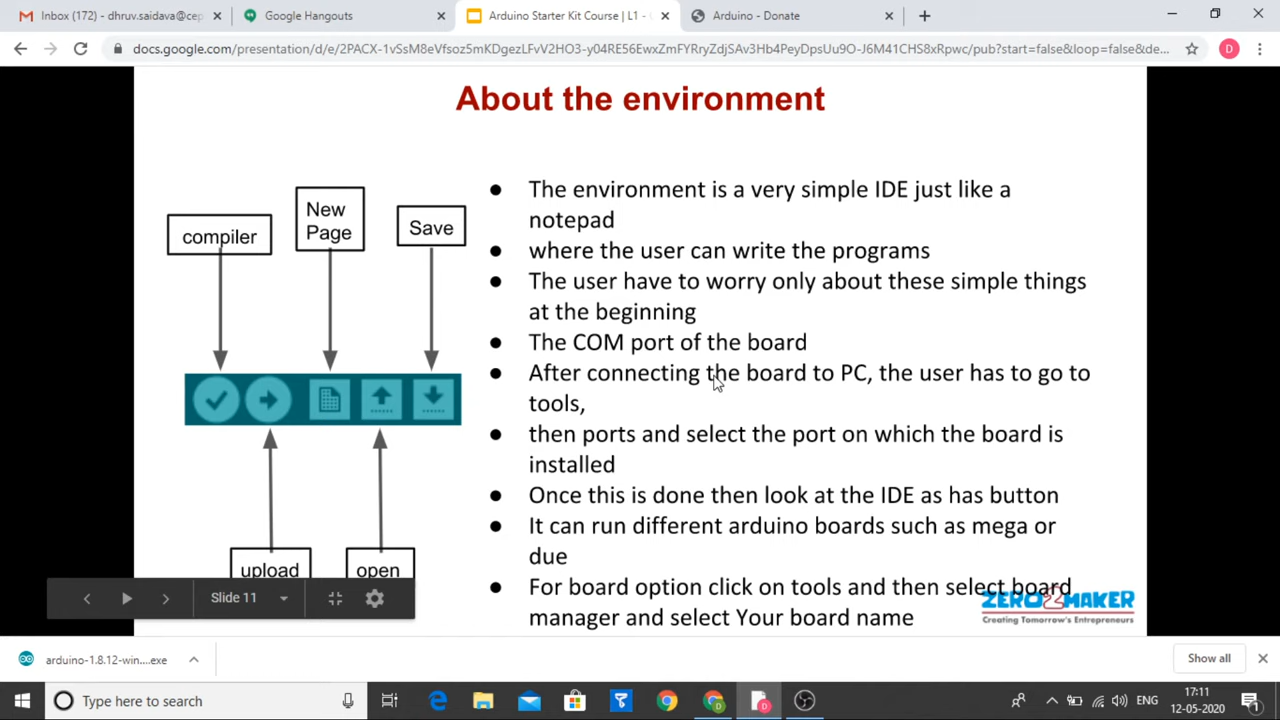 Inbox (172) - dhruv.saidava@cep
Google Hangouts
Arduino Starter Kit Course | L1 -
Arduino - Donate
docs.google.com/presentation/d/e/2PACX-1vSsM8eVfsoz5mKDgezLFvV2HO3-y04RE56EwxZmFYRryZdjSAv3Hb4PeyDpsUu9O-J6M41CHS8xRpwc/pub?start=false&loop=false&de...
D
About the environment
compiler
New
Page
Save
upload
open
● The environment is a very simple IDE just like a
notepad
● where the user can write the programs
● The user have to worry only about these simple things
at the beginning
● The COM port of the board
● After connecting the board to PC, the user has to go to
tools,
● then ports and select the port on which the board is
installed
● Once this is done then look at the IDE as has button
● It can run different arduino boards such as mega or
due
● For board option click on tools and then select board
manager and select Your board name
ZERO2MAKER
Creating Tomorrow's Entrepreneurs
Slide 11
arduino-1.8.12-win....exe
Show all
Type here to search
ENG
17:11
12-05-2020